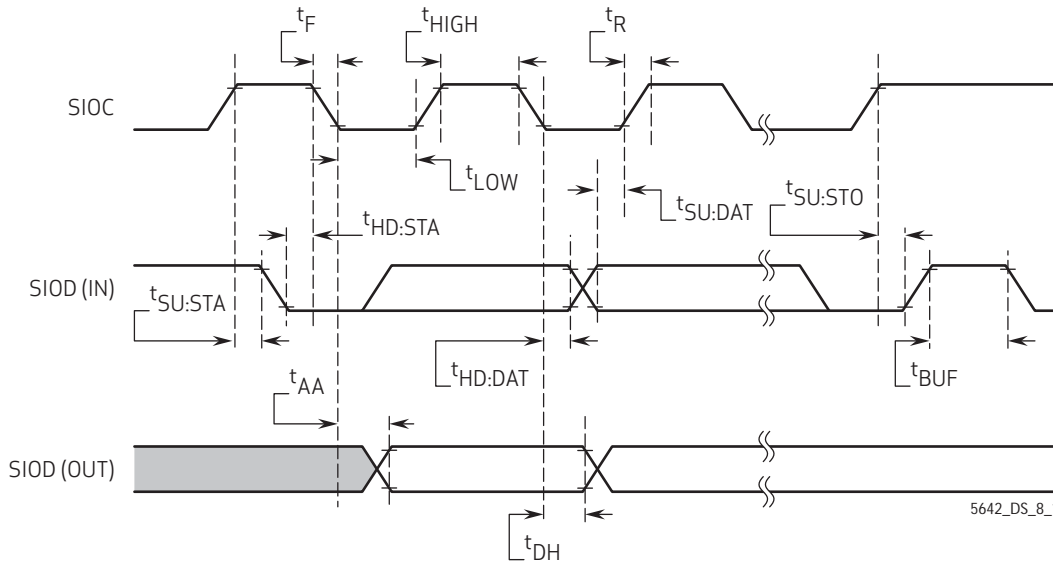 tF
tHIGH
tR
SIOC
tLOW
tSU:DAT
tSU:STO
tHD:STA
SIOD (IN)
tSU:STA
tHD:DAT
tBUF
tAA
SIOD (OUT)
5642_DS_8_
tDH